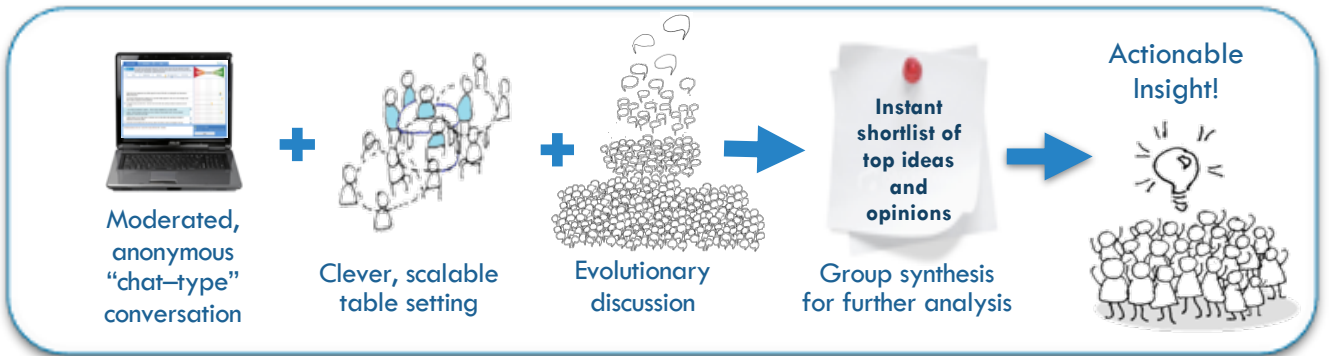 Moderated,
anonymous
“chat–type”
conversation
Clever, scalable
table setting
Evolutionary
discussion
Instant
shortlist of
top ideas
and
opinions
Group synthesis
for further analysis
Actionable
Insight!